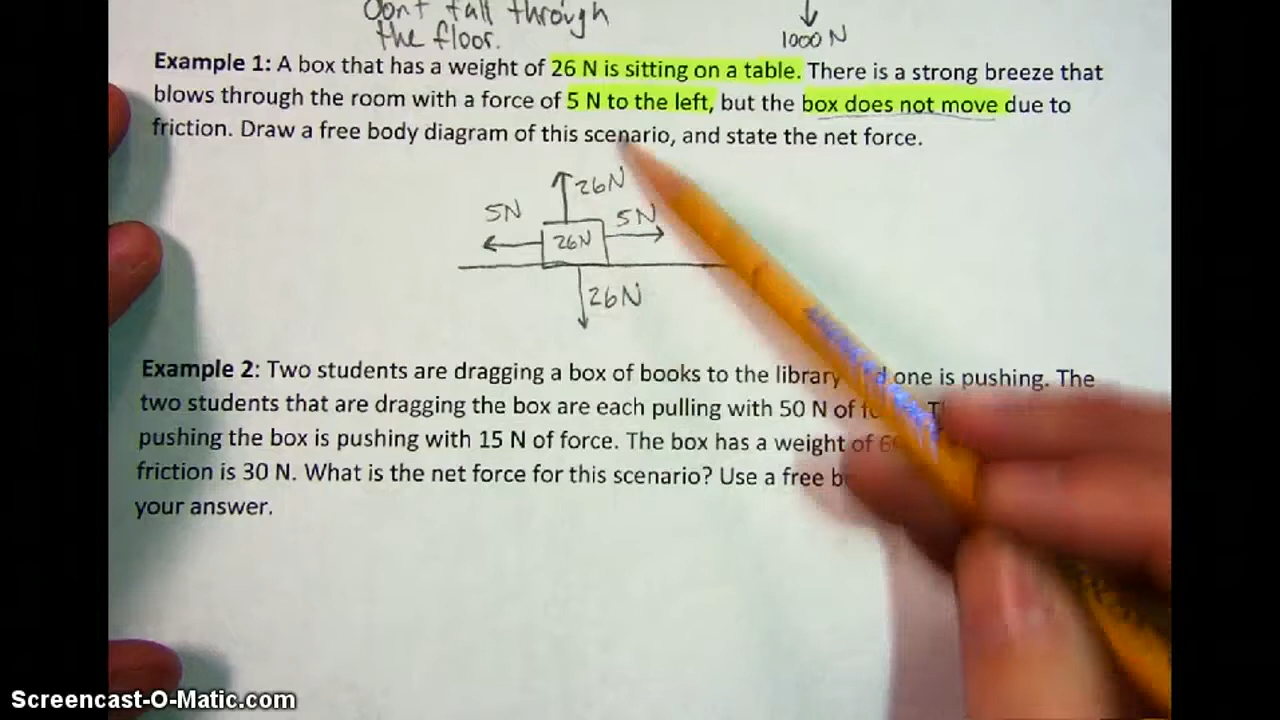 Don't fall through
the floor.
1000 N
Example 1: A box that has a weight of 26 N is sitting on a table. There is a strong breeze that
blows through the room with a force of 5 N to the left, but the box does not move due to
friction. Draw a free body diagram of this scenario, and state the net force.
26N
5N
5N
26N
26N
Example 2: Two students are dragging a box of books to the library one is pushing. The
two students that are dragging the box are each pulling with 50 N of
pushing the box is pushing with 15 N of force. The box has a weight of
friction is 30 N. What is the net force for this scenario? Use a free
your answer.
Screencast-O-Matic.com